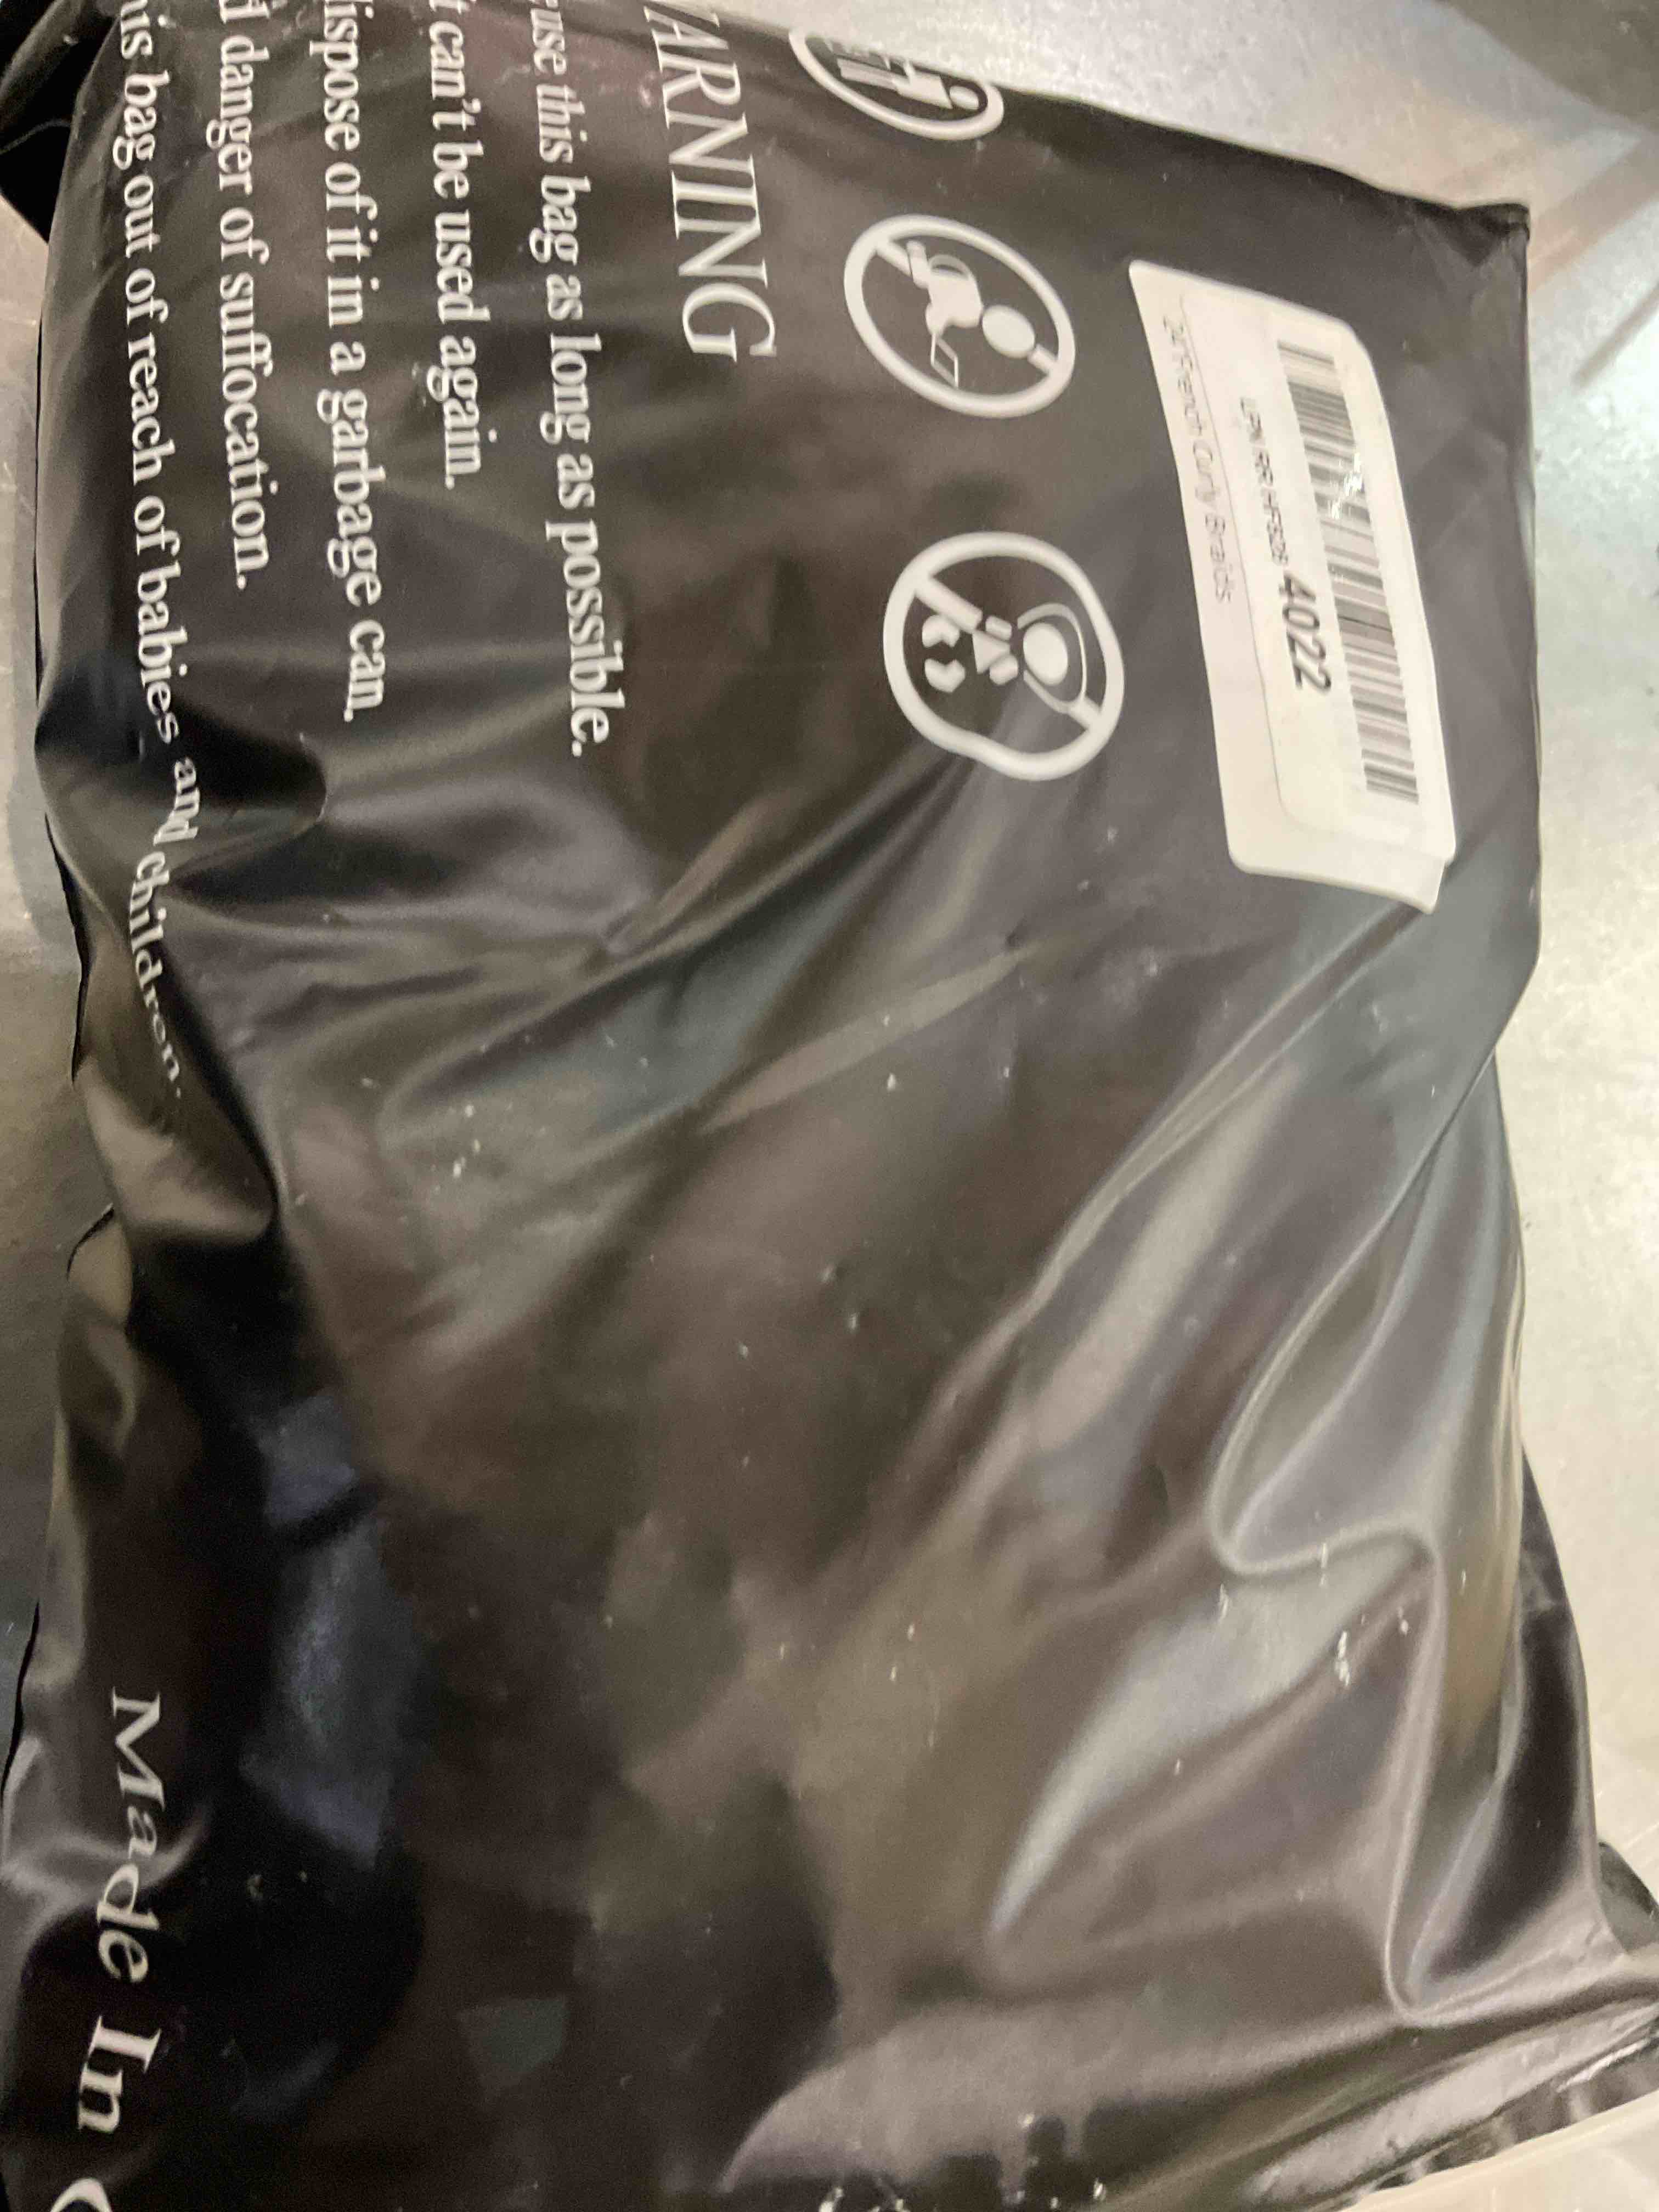 4022
French Curly Braids
ARNING
use this bag as long as possible.
t can't be used again.
ispose of it in a garbage can.
d danger of suffocation.
his bag out of reach of babies and children.
Made In